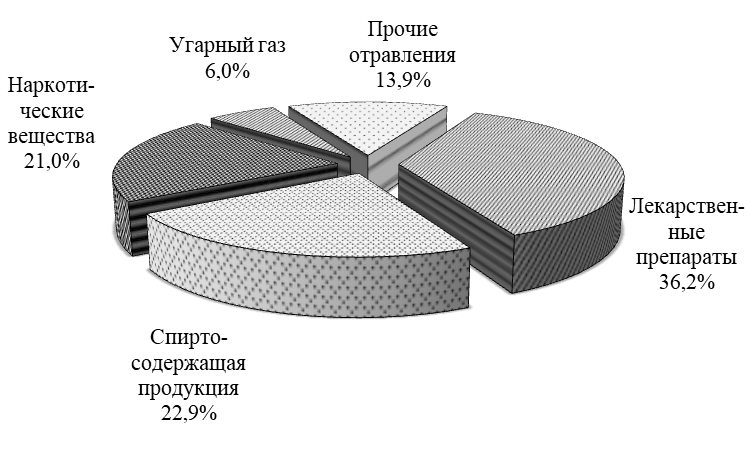 Прочие
отравления
13,9%
Угарный газ
6,0%
Наркоти-
ческие
вещества
21,0%
Лекарствен-
ные
препараты
36,2%
Спирто-
содержащая
продукция
22,9%